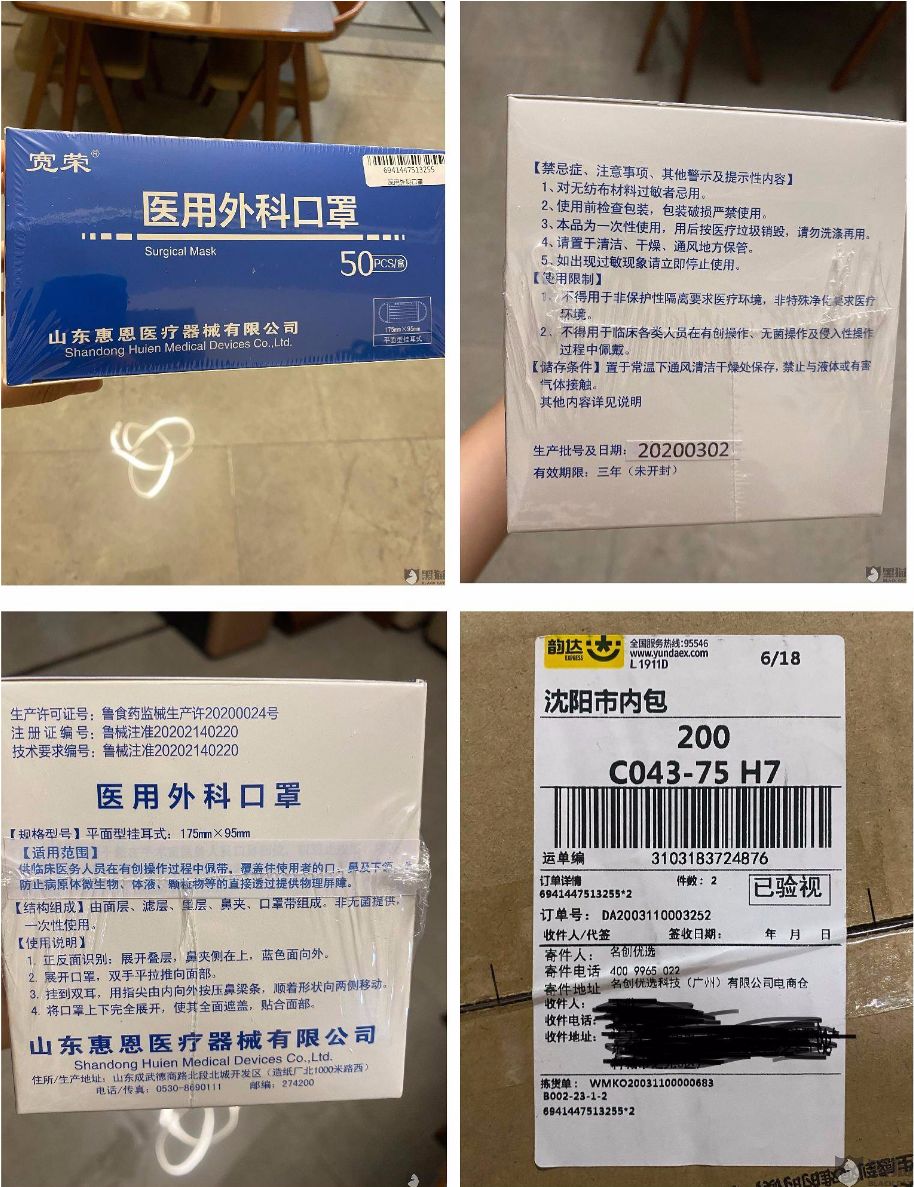 宽荣®
6941447513255
医用外科口罩
医用外科口罩
Surgical Mask
50PCS/盒
175mm×95mm
平面型挂耳式
山东惠恩医疗器械有限公司
Shandong Huien Medical Devices Co.,Ltd.
黑猫
BLACK CAT
【禁忌症、注意事项、其他警示及提示性内容】
1、对无纺布材料过敏者忌用。
2、使用前检查包装，包装破损严禁使用。
3、本品为一次性使用，用后按医疗垃圾销毁，请勿洗涤再用。
4、请置于清洁、干燥、通风地方保管。
5、如出现过敏现象请立即停止使用。
【使用限制】
1、不得用于非保护性隔离要求医疗环境，非特殊净化要求医疗
环境。
2、不得用于临床各类人员在有创操作、无菌操作及侵入性操作
过程中佩戴。
【储存条件】置于常温下通风清洁干燥处保存，禁止与液体或有害
气体接触。
其他内容详见说明
生产批号及日期：20200302
有效期限：三年（未开封）
黑猫
生产许可证号：鲁食药监械生产许20200024号
注册证编号：鲁械注准20202140220
技术要求编号：鲁械注准20202140220
医用外科口罩
【规格型号】平面型挂耳式：175mm×95mm
【适用范围】
供临床医务人员在有创操作过程中佩带。覆盖住使用者的口、鼻及下颌，
防止病原体微生物、体液、颗粒物等的直接透过提供物理屏障。
【结构组成】由面层、滤层、里层、鼻夹、口罩带组成。非无菌提供，
一次性使用。
【使用说明】
1. 正反面识别：展开叠层，鼻夹侧在上，蓝色面向外。
2. 展开口罩，双手平拉推向面部。
3. 挂到双耳，用指尖由内向外按压鼻梁条，顺着形状向两侧移动。
4. 将口罩上下完全展开，使其全面遮盖，贴合面部。
山东惠恩医疗器械有限公司
Shandong Huien Medical Devices Co.,Ltd.
住所/生产地址：山东成武德商路北段北城开发区（造纸厂北1000米路西）
电话/传真：0530-8690111 邮编：274200
韵达
EXPRESS
全国服务热线:95546
www.yundaex.com
L1911D
6/18
沈阳市内包
200
C043-75 H7
运单编 3103183724876
订单详情 件数：2
6941447513255*2
已验视
订单号：DA2003110003252
收件人/代签 签收日期： 年 月 日
寄件人： 名创优选
寄件电话 400 9965 022
寄件地址 名创优选科技（广州）有限公司电商仓
收件人：
收件电话：
收件地址：
拣货单： WMKO20031100000683
B002-23-1-2
6941447513255*2